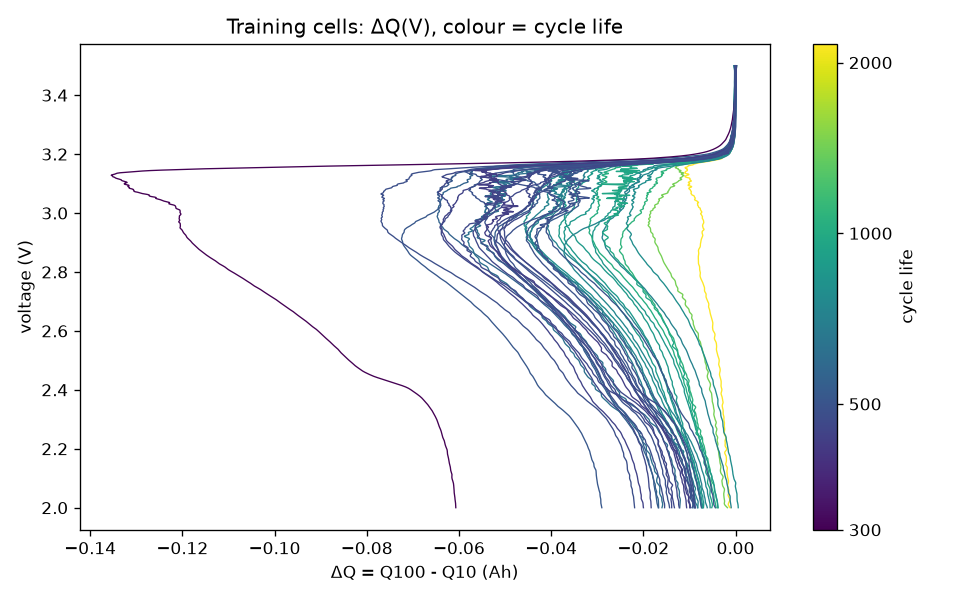 Training cells: ΔQ(V), colour = cycle life
voltage (V)
3.4
3.2
3.0
2.8
2.6
2.4
2.2
2.0
−0.14 −0.12 −0.10 −0.08 −0.06 −0.04 −0.02 0.00
ΔQ = Q100 - Q10 (Ah)
2000
1000
500
300
cycle life